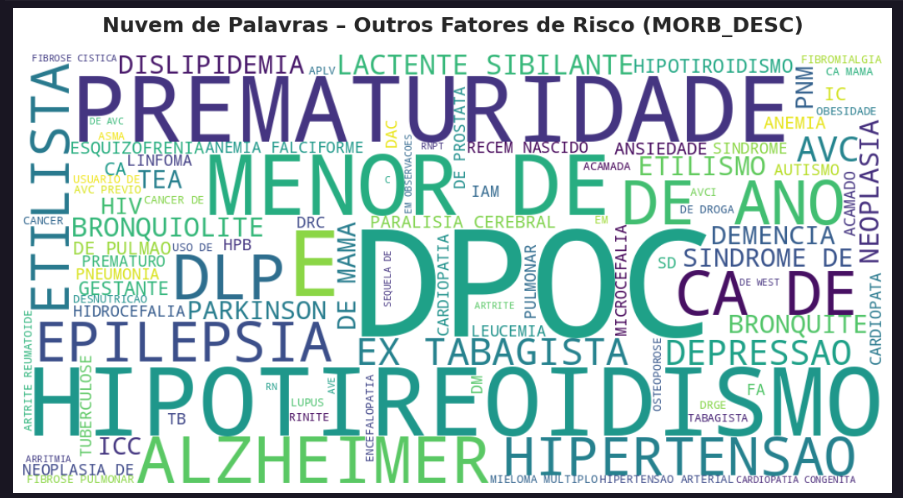 Nuvem de Palavras – Outros Fatores de Risco (MORB_DESC)
FIBROSE CISTICA
DISLIPIDEMIA
APLV
LACTENTE SIBILANTE
HIPOTIROIDISMO
FIBROMIALGIA
CA MAMA
ETILISTA
PREMATURIDADE
PNM
IC
OBESIDADE
DE AVC
ASMA
DAC
DE PROSTATA
ANEMIA
ESQUIZOFRENIA
ANEMIA FALCIFORME
EM OBSERVACOES
RNPT
RECEM NASCIDO
ANSIEDADE
SINDROME
AVC
NEOPLASIA
CA
LINFOMA
MENOR DE
ACAMADA
ETILISMO
AUTISMO
USUARIO DE
TEA
AVC PREVIO
C
IAM
DE ANO
AVCI
ACAMADO
HIV
CANCER DE
DE DROGA
CANCER
BRONQUIOLITE
DRC
E
DE MAMA
PARALISIA CEREBRAL
EM
DEMENCIA
DE PULMAO
USO DE
HPB
DPOC
CARDIOPATIA
PULMONAR
MICROCEFALIA
SD
SINDROME DE
PREMATURO
PNEUMONIA
DLP
SEQUELA DE
CA DE
DE WEST
GESTANTE
DESNUTRICAO
ARTRITE
CARDIOPATA
HIDROCEFALIA
PARKINSON
LEUCEMIA
BRONQUITE
ARTRITE REUMATOIDE
EPILEPSIA
EX TABAGISTA
OSTEOPOROSE
DEPRESSAO
TUBERCULOSE
HIPOTIREOIDISMO
RN
AVE
DM
FA
LUPUS
DRGE
TB
RINITE
ENCEFALOPATIA
TABAGISTA
ICC
ALZHEIMER
HIPERTENSAO
ARRITMIA
NEOPLASIA DE
FIBROSE PULMONAR
MIELOMA MULTIPLO
HIPERTENSAO ARTERIAL
CARDIOPATIA CONGENITA